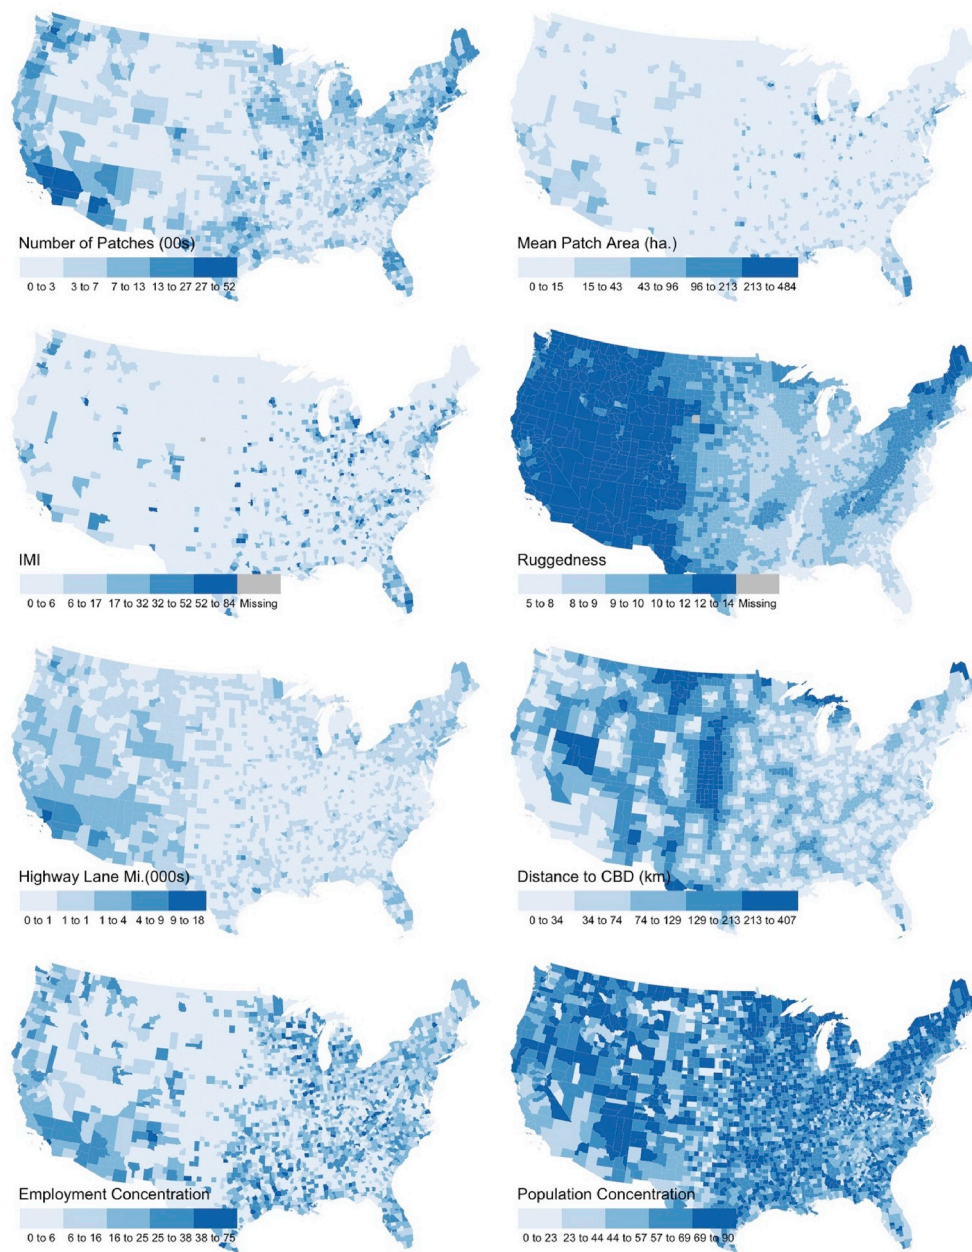 Number of Patches (00s)
0 to 3 3 to 7 7 to 13 13 to 27 27 to 52
Mean Patch Area (ha.)
0 to 15 15 to 43 43 to 96 96 to 213 213 to 484
IMI
0 to 6 6 to 17 17 to 32 32 to 52 52 to 84 Missing
Ruggedness
5 to 8 8 to 9 9 to 10 10 to 12 12 to 14 Missing
Highway Lane Mi.(000s)
0 to 1 1 to 1 1 to 4 4 to 9 9 to 18
Distance to CBD (km)
0 to 34 34 to 74 74 to 129 129 to 213 213 to 407
Employment Concentration
0 to 6 6 to 16 16 to 25 25 to 38 38 to 75
Population Concentration
0 to 23 23 to 44 44 to 57 57 to 69 69 to 90